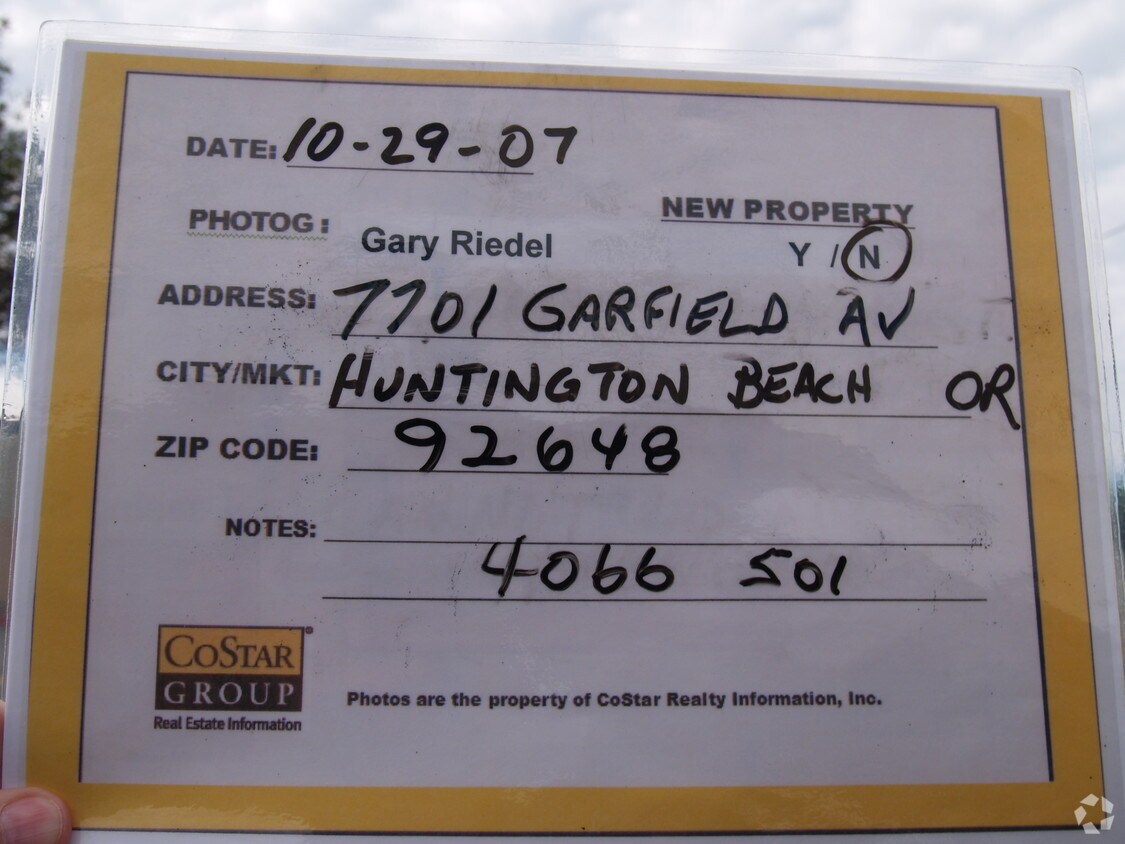 DATE: 10-29-07
NEW PROPERTY
PHOTOG: Gary Riedel
Y / N
ADDRESS: 7701 GARFIELD AV
CITY/MKT: HUNTINGTON BEACH OR
ZIP CODE: 92648
NOTES:
4066 501
COSTAR
GROUP
Real Estate Information
Photos are the property of CoStar Realty Information, Inc.